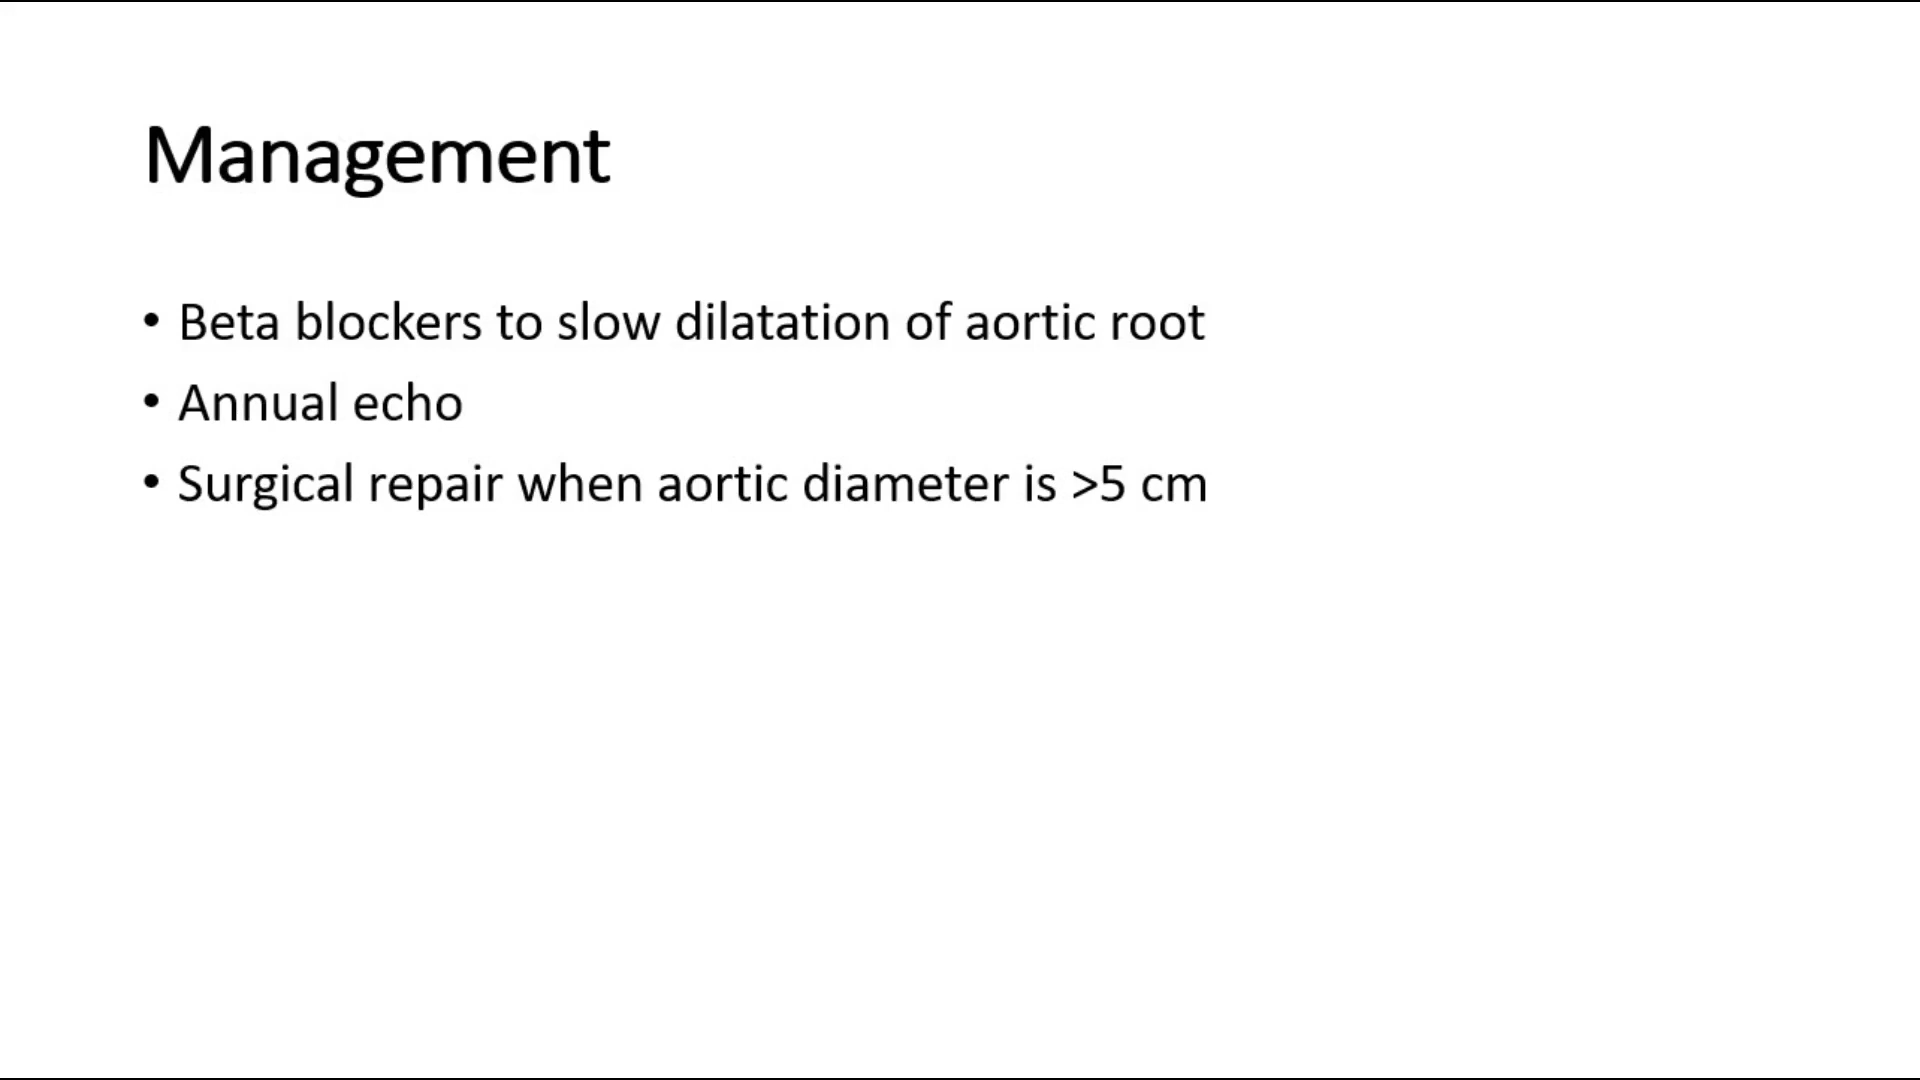 Management
• Beta blockers to slow dilatation of aortic root
• Annual echo
• Surgical repair when aortic diameter is >5 cm